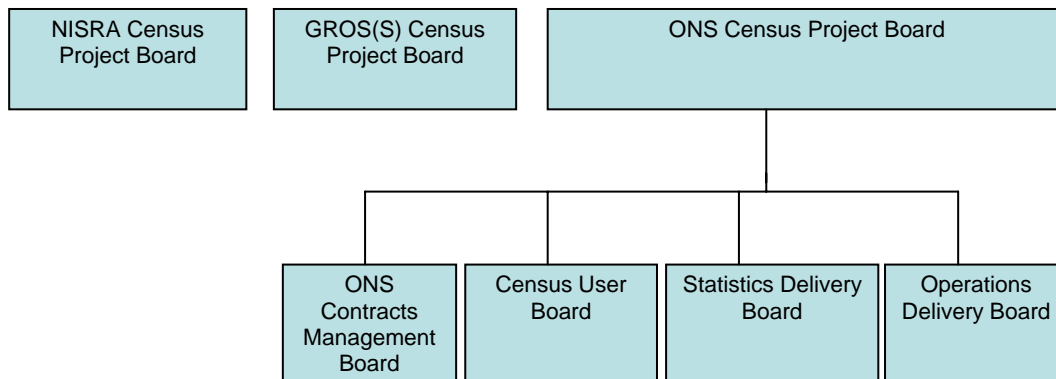 NISRA Census
Project Board
GROS(S) Census
Project Board
ONS Census Project Board
ONS
Contracts
Management
Board
Census User
Board
Statistics Delivery
Board
Operations
Delivery Board